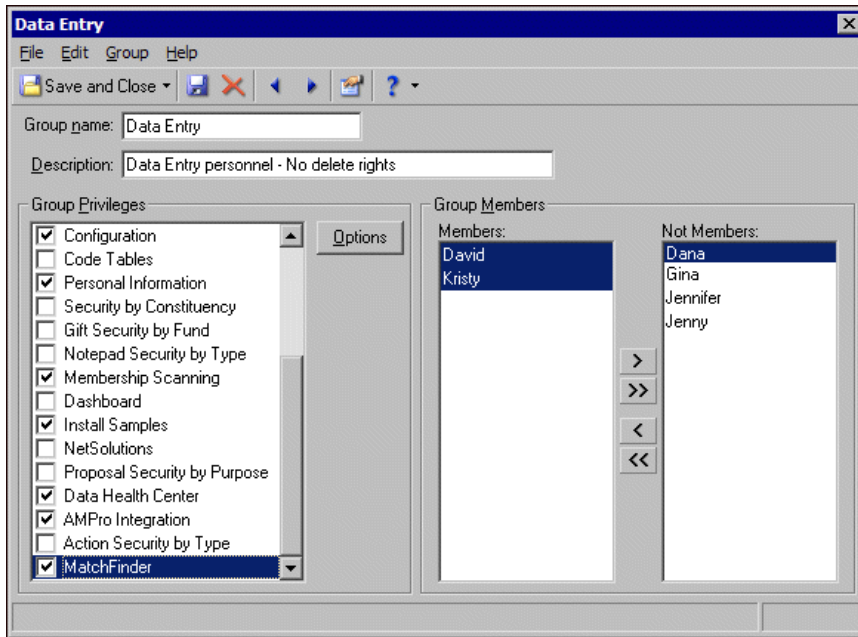 Data Entry
File Edit Group Help
Save and Close ?
Group name: Data Entry
Description: Data Entry personnel - No delete rights
Group Privileges
Configuration
Code Tables
Personal Information
Security by Constituency
Gift Security by Fund
Notepad Security by Type
Membership Scanning
Dashboard
Install Samples
NetSolutions
Proposal Security by Purpose
Data Health Center
AMPro Integration
Action Security by Type
MatchFinder
Options
Group Members
Members:
David
Kristy
>
>>
<
<<
Not Members:
Dana
Gina
Jennifer
Jenny